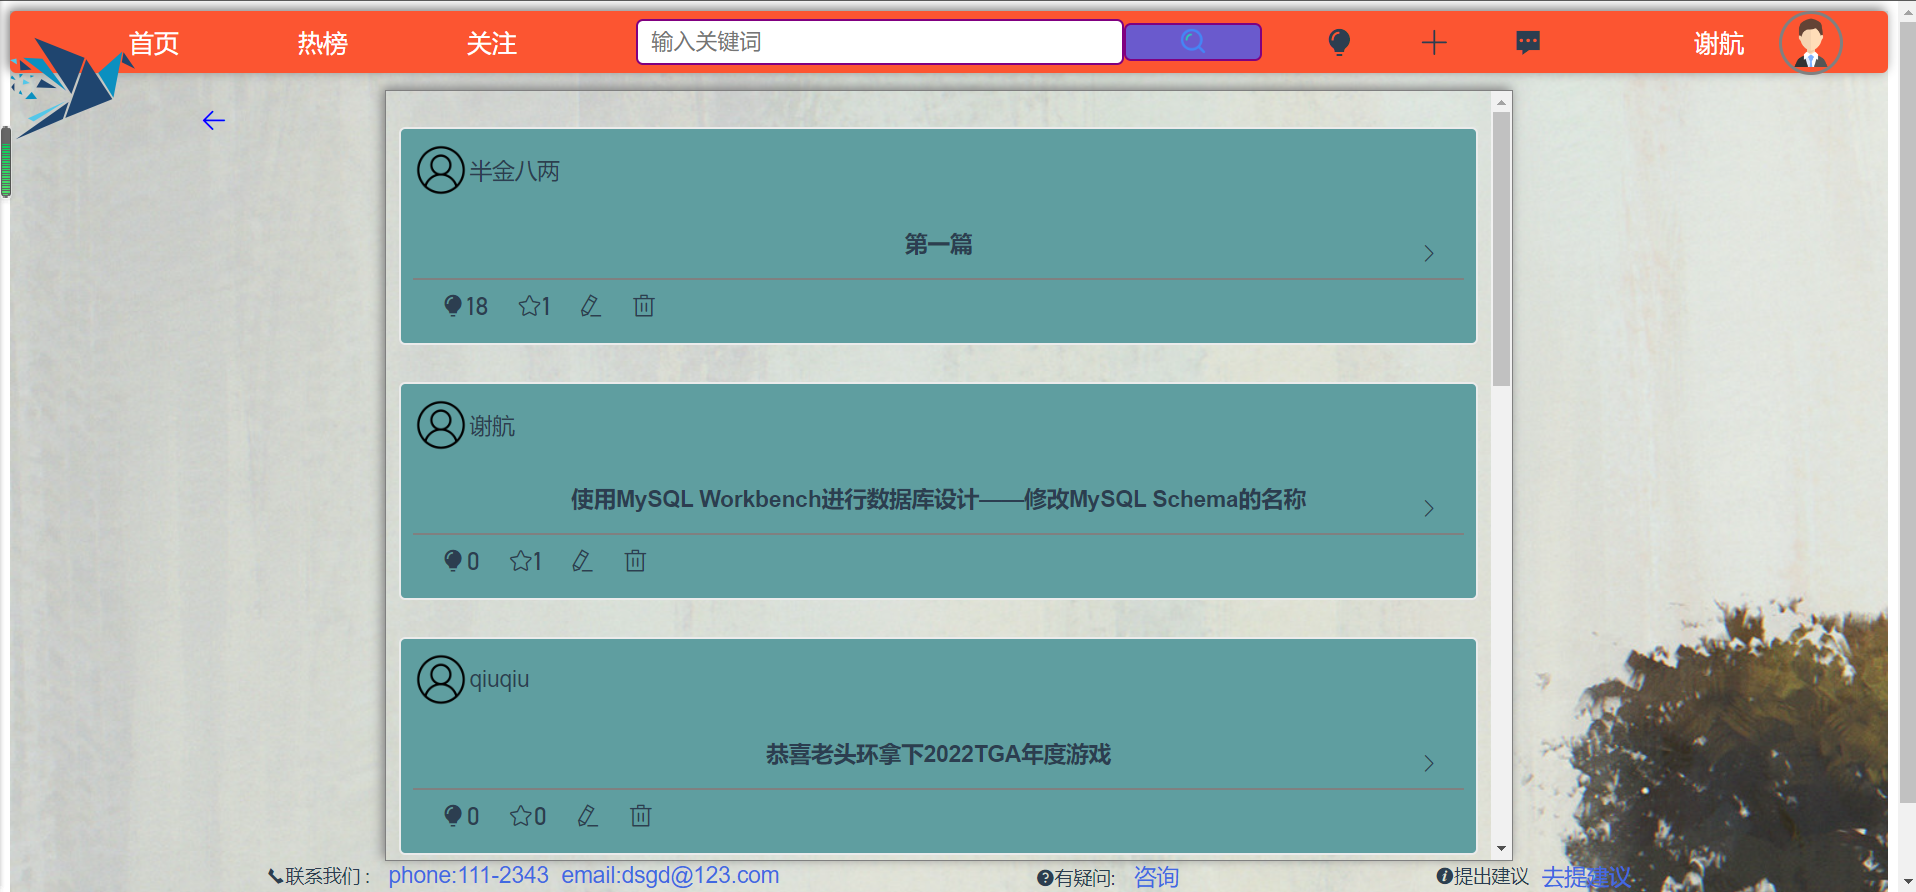 首页 热榜 关注 输入关键词 谢航
半金八两
第一篇
18 1
谢航
使用MySQL Workbench进行数据库设计——修改MySQL Schema的名称
0 1
qiuqiu
恭喜老头环拿下2022TGA年度游戏
0 0
联系我们： phone:111-2343 email:dsgd@123.com 有疑问: 咨询 提出建议 去提建议